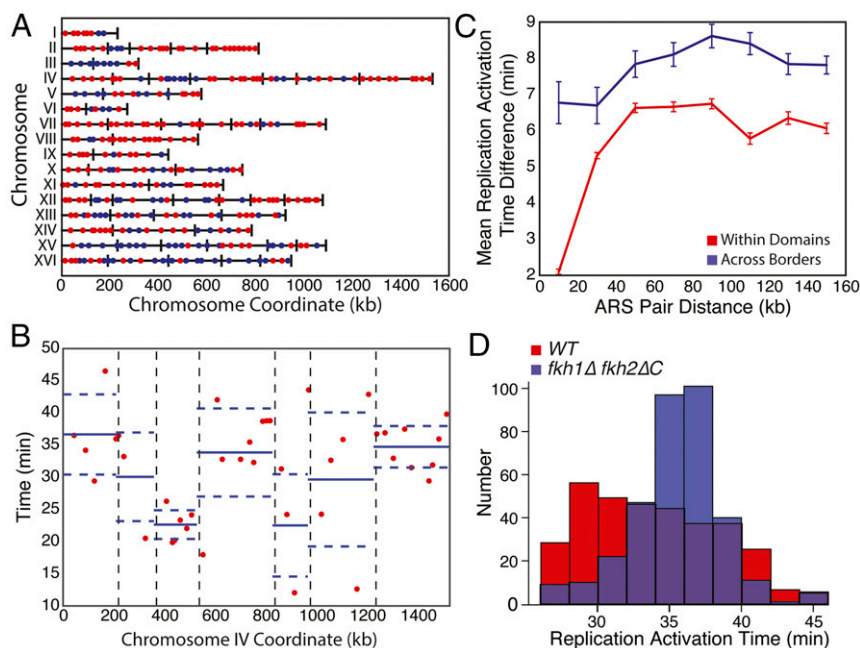 A
Chromosome
I
II
III
IV
V
VI
VII
VIII
IX
X
XI
XII
XIII
XIV
XV
XVI
0 200 400 600 800 1000 1200 1400 1600
Chromosome Coordinate (kb)
B
Time (min)
50
45
40
35
30
25
20
15
10
0 200 400 600 800 1000 1200 1400
Chromosome IV Coordinate (kb)
C
Mean Replication Activation
Time Difference (min)
9
8
7
6
5
4
3
2
Within Domains
Across Borders
0 20 40 60 80 100 120 140 160
ARS Pair Distance (kb)
D
WT
fkh1Δ fkh2ΔC
Number
100
80
60
40
20
0
30 35 40 45
Replication Activation Time (min)